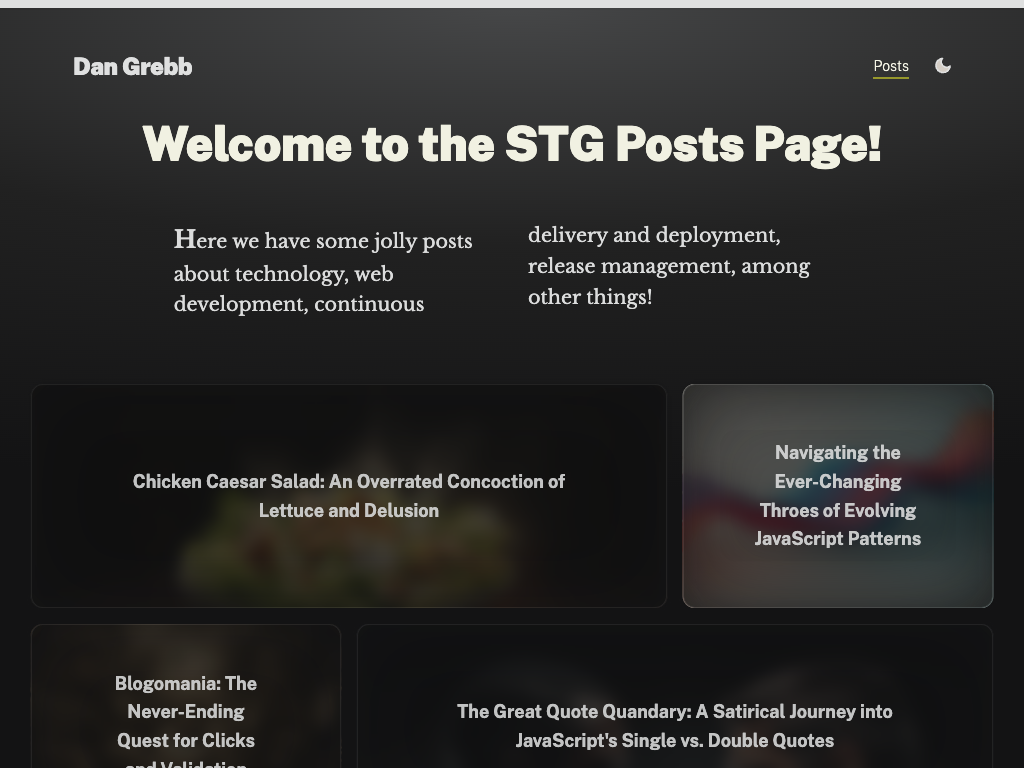 Dan Grebb
Posts
Welcome to the STG Posts Page!
Here we have some jolly posts
about technology, web
development, continuous
delivery and deployment,
release management, among
other things!
Chicken Caesar Salad: An Overrated Concoction of
Lettuce and Delusion
Navigating the
Ever-Changing
Throes of Evolving
JavaScript Patterns
Blogomania: The
Never-Ending
Quest for Clicks
and Validation
The Great Quote Quandary: A Satirical Journey into
JavaScript's Single vs. Double Quotes